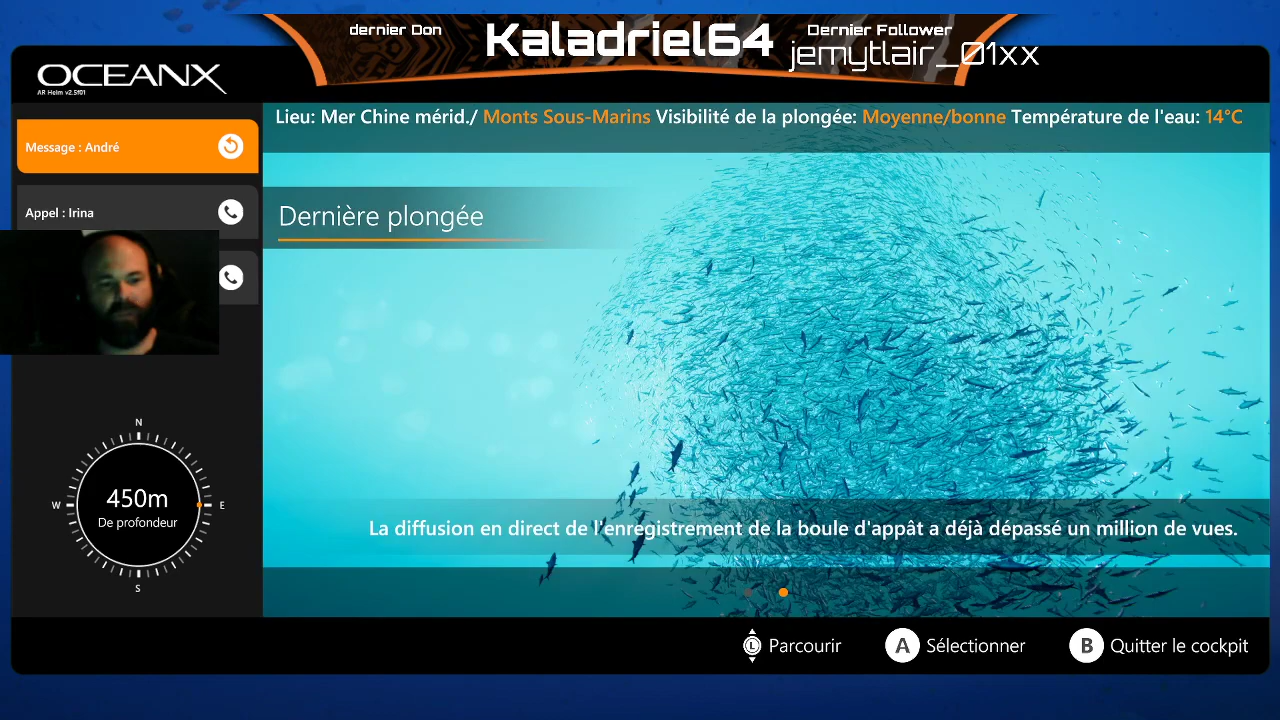 dernier Don
Kaladriel64
Dernier Follower
jemytlair_01xx
OCEANX
AR Helm v2.5f01
Lieu: Mer Chine mérid./ Monts Sous-Marins Visibilité de la plongée: Moyenne/bonne Température de l'eau: 14°C
Message : André
Appel : Irina
Dernière plongée
N
W
E
S
450m
De profondeur
La diffusion en direct de l'enregistrement de la boule d'appât a déjà dépassé un million de vues.
L Parcourir
A Sélectionner
B Quitter le cockpit